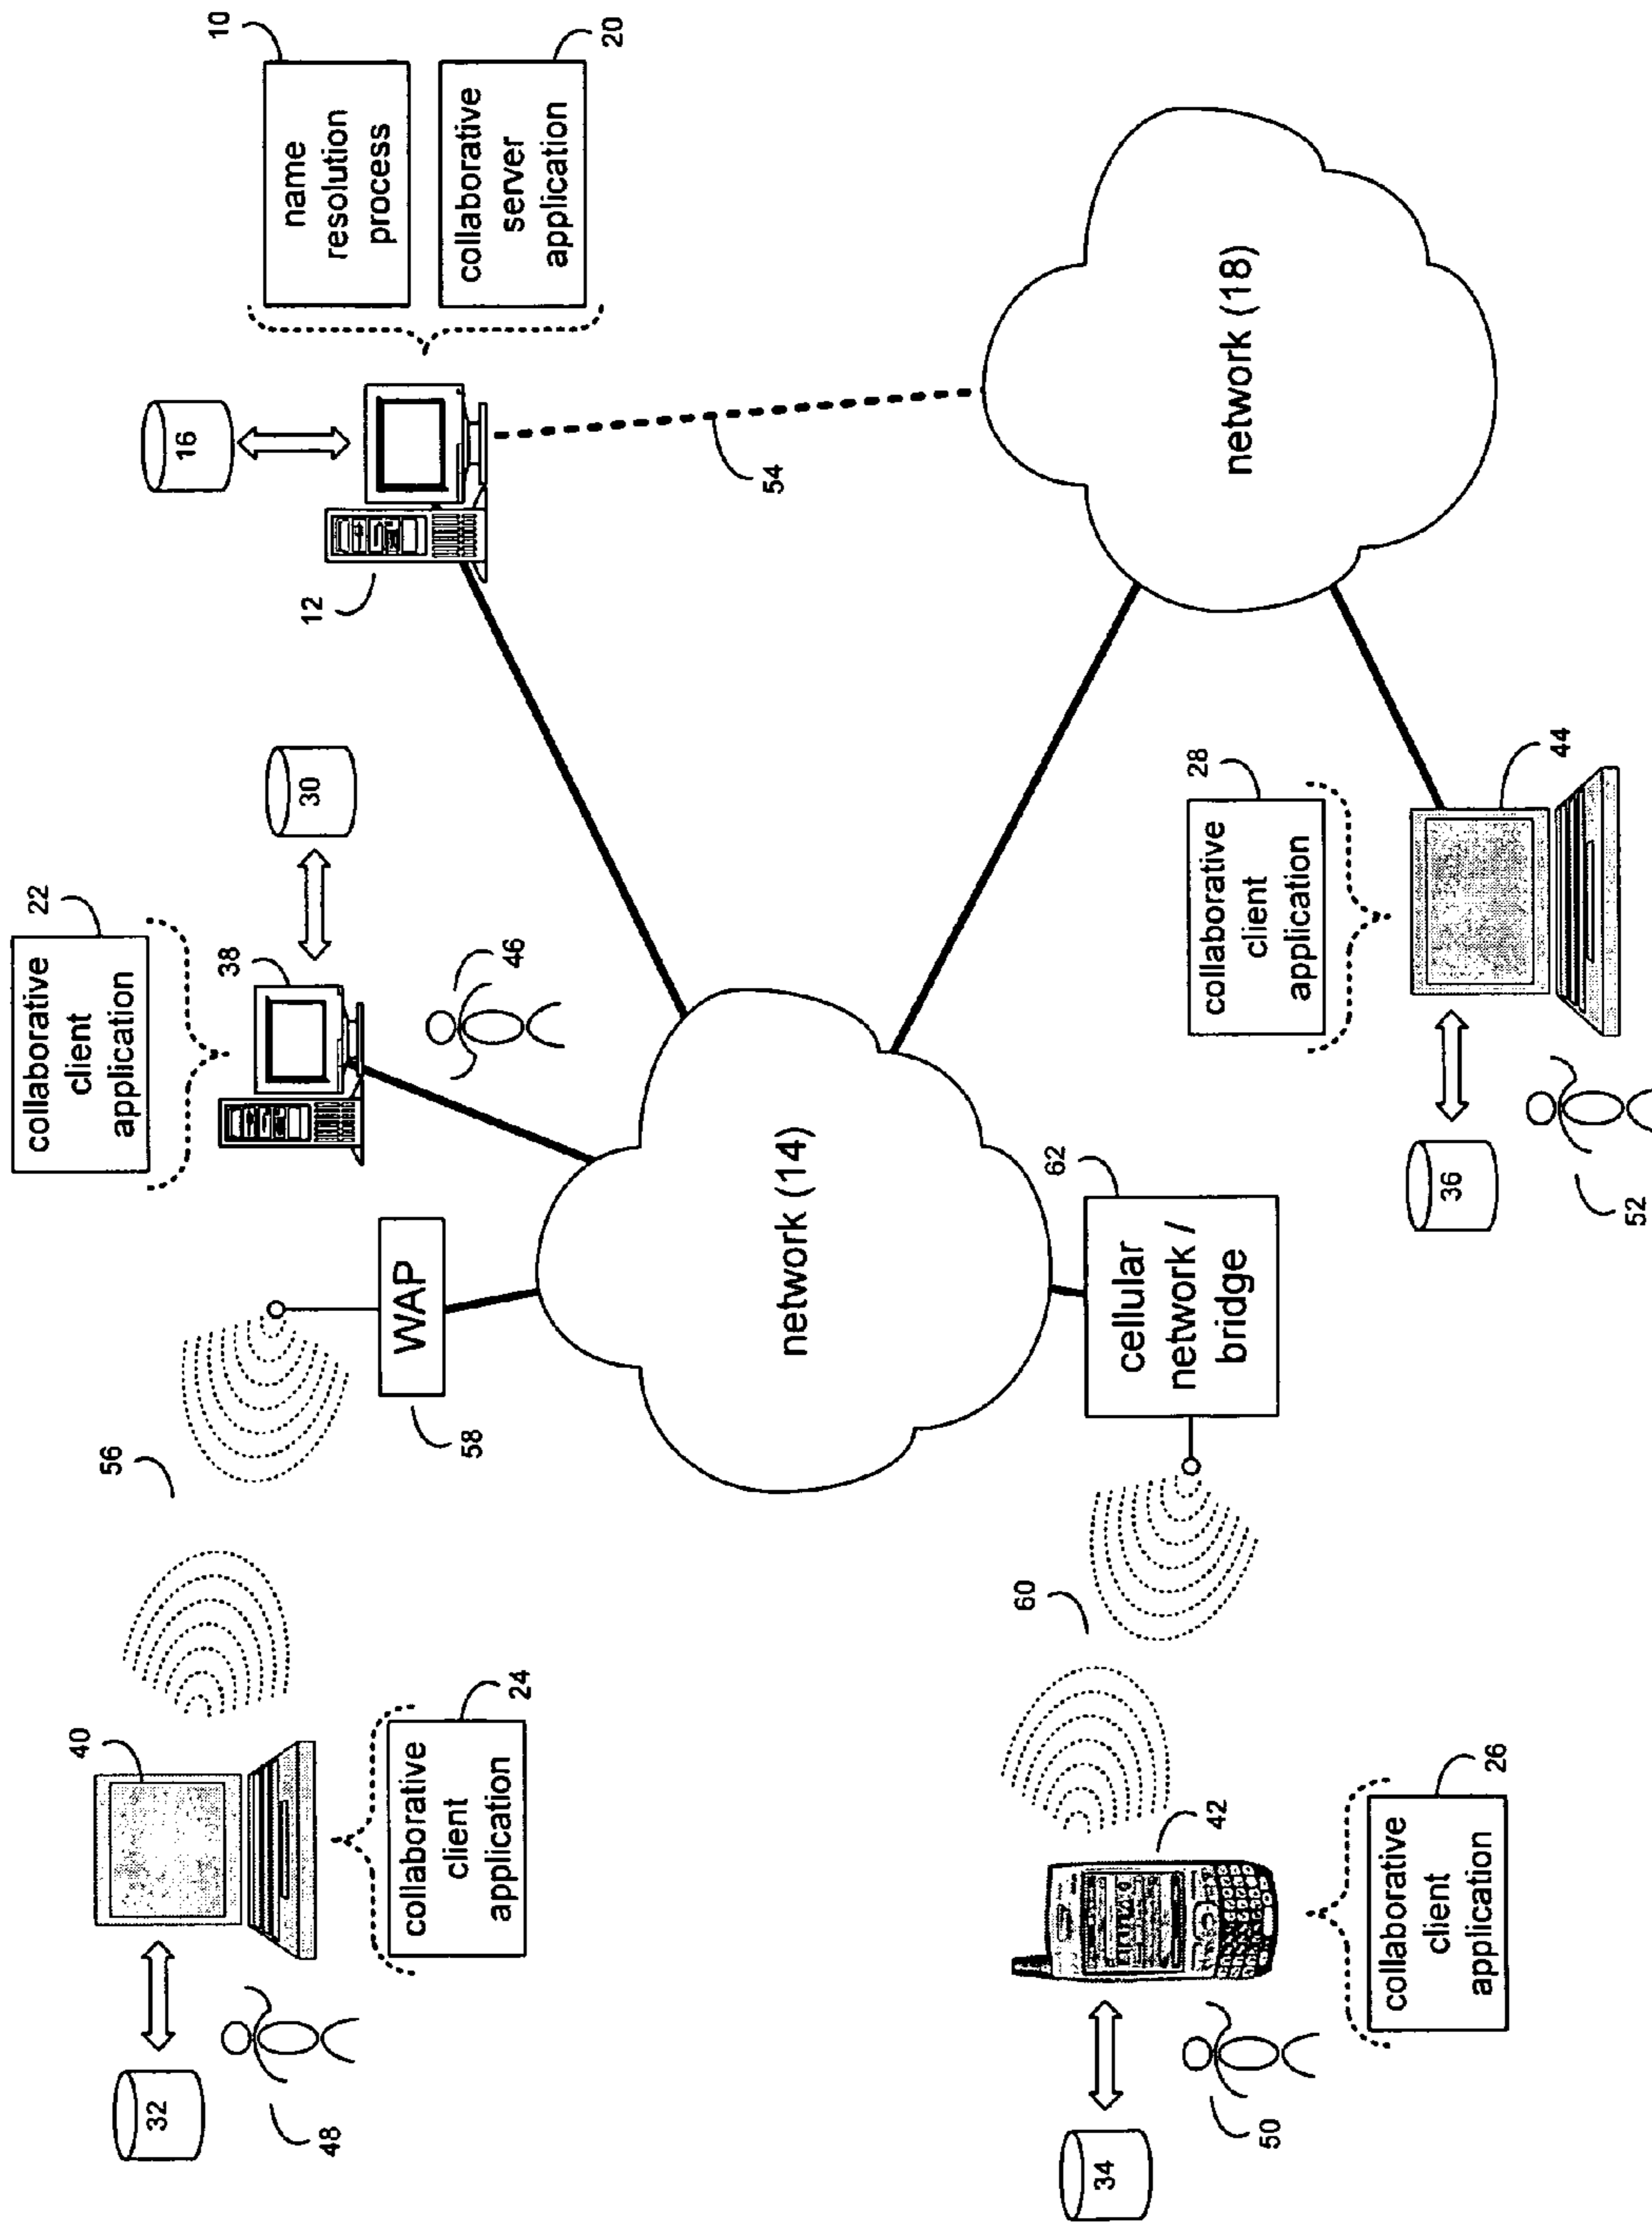 32
48
40
collaborative
client
application
24
56
WAP
58
collaborative
client
application
22
38
30
46
16
12
name
resolution
process
10
collaborative
server
application
20
54
network (14)
network (18)
34
50
42
collaborative
client
application
26
60
cellular
network /
bridge
62
36
52
collaborative
client
application
28
44